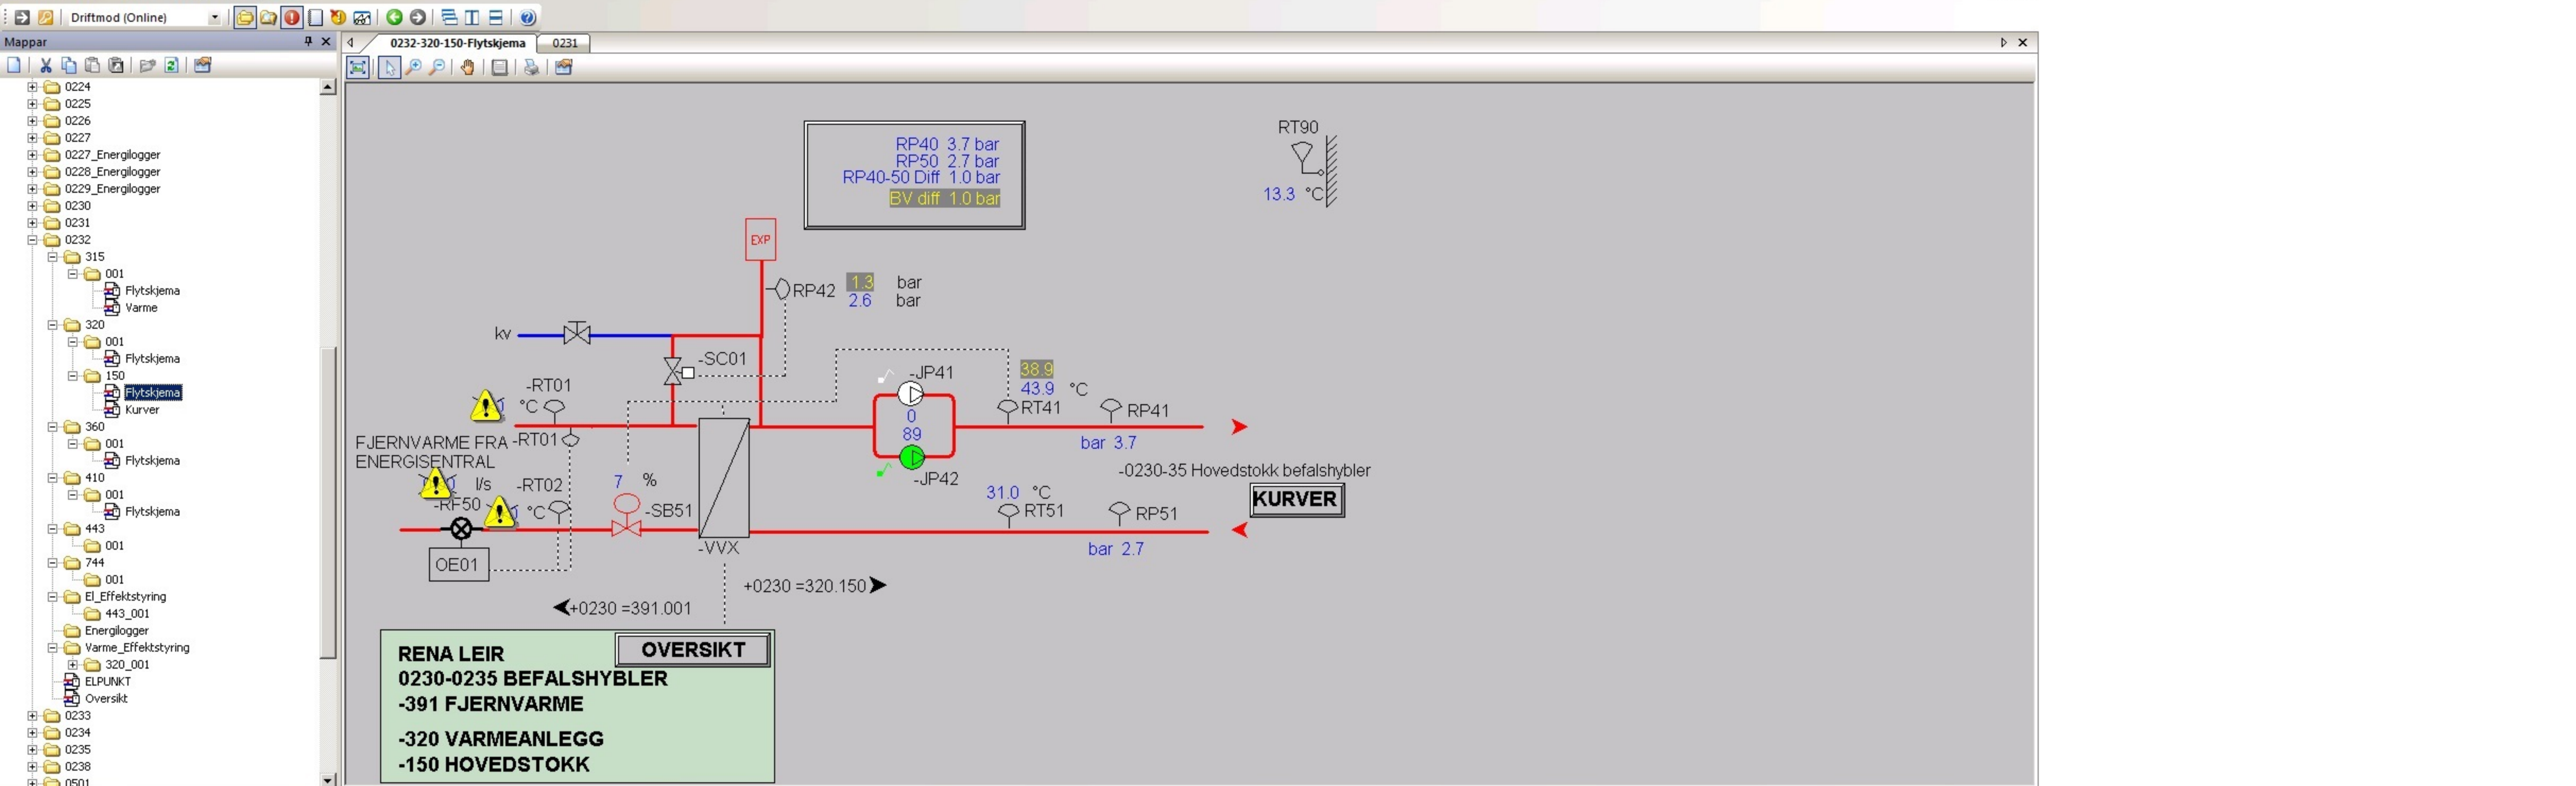 Driftmod (Online)
Mappar
0232-320-150-Flytskjema
0231
0224
0225
0226
0227
0227_Energilogger
0228_Energilogger
0229_Energilogger
0230
0231
0232
315
001
Flytskjema
Varme
320
001
Flytskjema
150
Flytskjema
Kurver
360
001
Flytskjema
410
001
Flytskjema
443
001
744
001
El_Effektstyring
443_001
Energilogger
Varme_Effektstyring
320_001
ELPUNKT
Oversikt
0233
0234
0235
0238
0501
RP40 3.7 bar
RP50 2.7 bar
RP40-50 Diff 1.0 bar
BV diff 1.0 bar
RT90
13.3 °C
EXP
RP42
1.3 bar
2.6 bar
kv
-SC01
-RT01
°C
-RT01
FJERNVARME FRA
ENERGISENTRAL
l/s
-RF50
-RT02
°C
7 %
-SB51
OE01
-VVX
-JP41
0
89
-JP42
38.9
43.9 °C
RT41
RP41
bar 3.7
-0230-35 Hovedstokk befalshybler
KURVER
31.0 °C
RT51
RP51
bar 2.7
+0230 =320.150
+0230 =391.001
OVERSIKT
RENA LEIR
0230-0235 BEFALSHYBLER
-391 FJERNVARME
-320 VARMEANLEGG
-150 HOVEDSTOKK